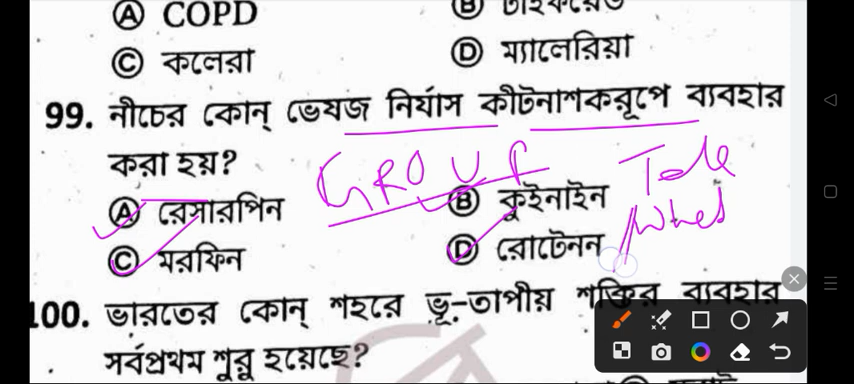 Ⓐ COPD Ⓑ টাইফয়েড
Ⓒ কলেরা Ⓓ ম্যালেরিয়া
99. নীচের কোন্ ভেষজ নির্যাস কীটনাশকরূপে ব্যবহার
করা হয়?
GROUP
Ⓐ রেসারপিন Ⓑ কুইনাইন
Ⓒ মরফিন Ⓓ রোটেনন
100. ভারতের কোন্ শহরে ভূ-তাপীয় শক্তির ব্যবহার
সর্বপ্রথম শুরু হয়েছে?